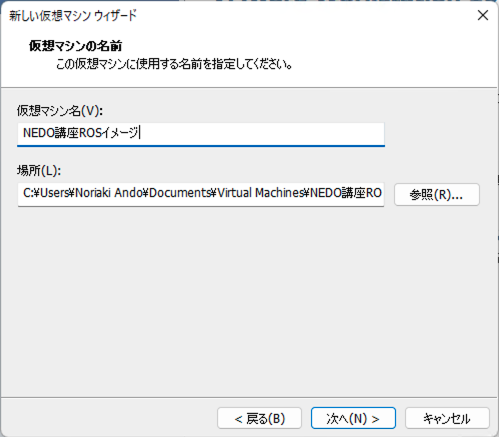 新しい仮想マシン ウィザード
仮想マシンの名前
この仮想マシンに使用する名前を指定してください。
仮想マシン名(V):
NEDO講座ROSイメージ
場所(L):
C:¥Users¥Noriaki Ando¥Documents¥Virtual Machines¥NEDO講座RO
参照(R)...
< 戻る(B)
次へ(N) >
キャンセル